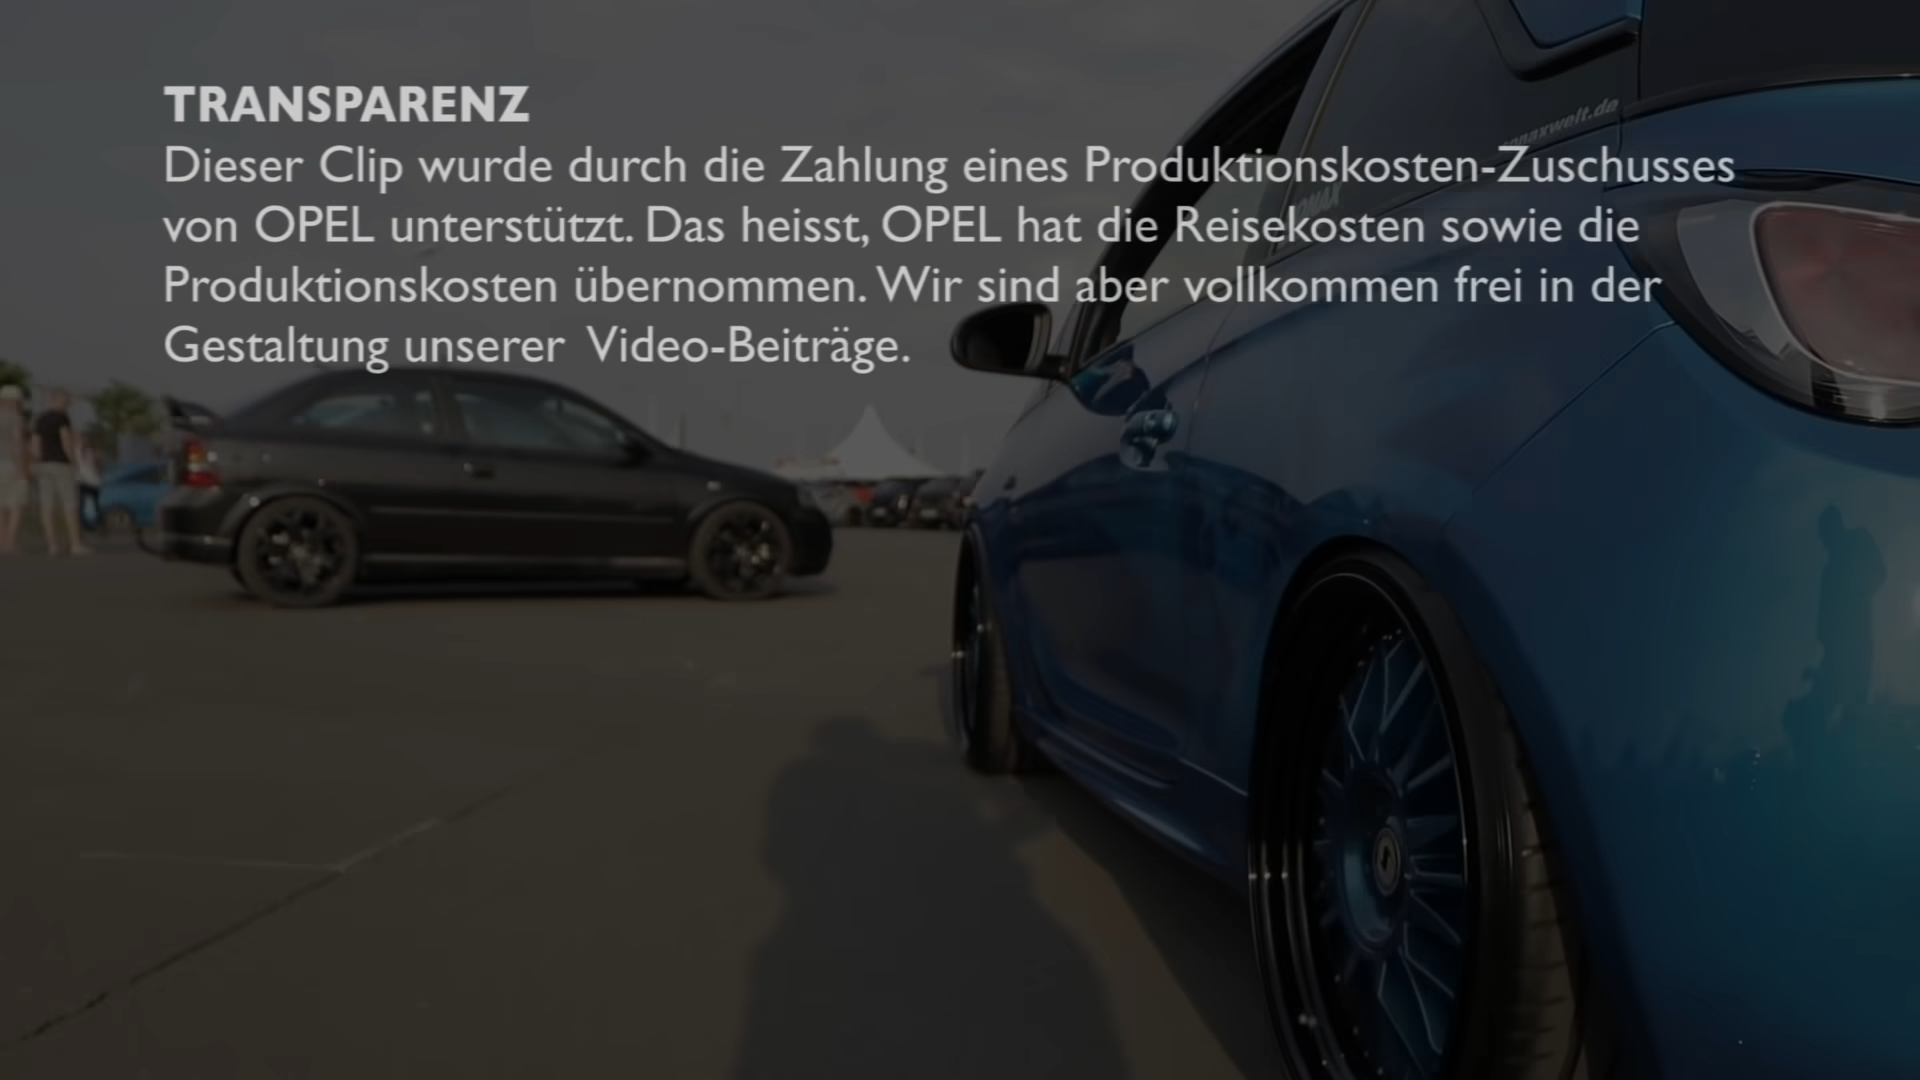 TRANSPARENZ
Dieser Clip wurde durch die Zahlung eines Produktionskosten-Zuschusses
von OPEL unterstützt. Das heisst, OPEL hat die Reisekosten sowie die
Produktionskosten übernommen. Wir sind aber vollkommen frei in der
Gestaltung unserer Video-Beiträge.